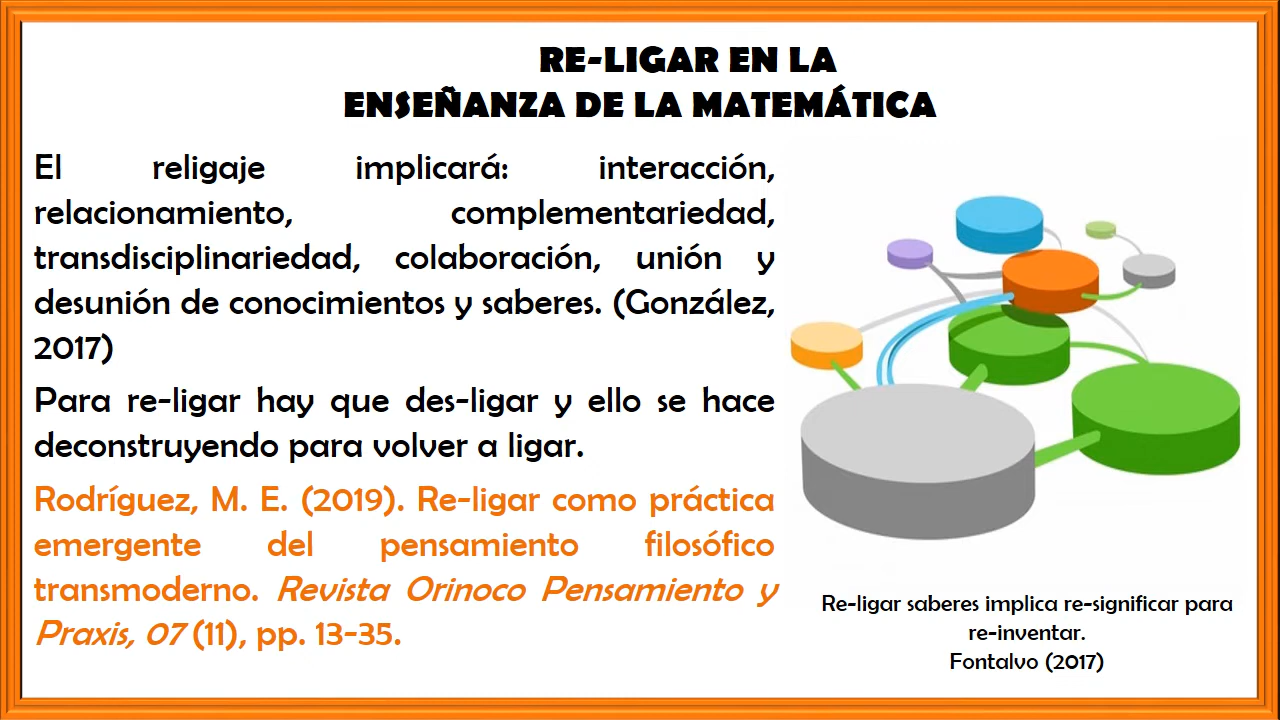 RE-LIGAR EN LA
ENSEÑANZA DE LA MATEMÁTICA
El religaje implicará: interacción,
relacionamiento, complementariedad,
transdisciplinariedad, colaboración, unión y
desunión de conocimientos y saberes. (González,
2017)
Para re-ligar hay que des-ligar y ello se hace
deconstruyendo para volver a ligar.
Rodríguez, M. E. (2019). Re-ligar como práctica
emergente del pensamiento filosófico
transmoderno. Revista Orinoco Pensamiento y
Praxis, 07 (11), pp. 13-35.
Re-ligar saberes implica re-significar para
re-inventar.
Fontalvo (2017)